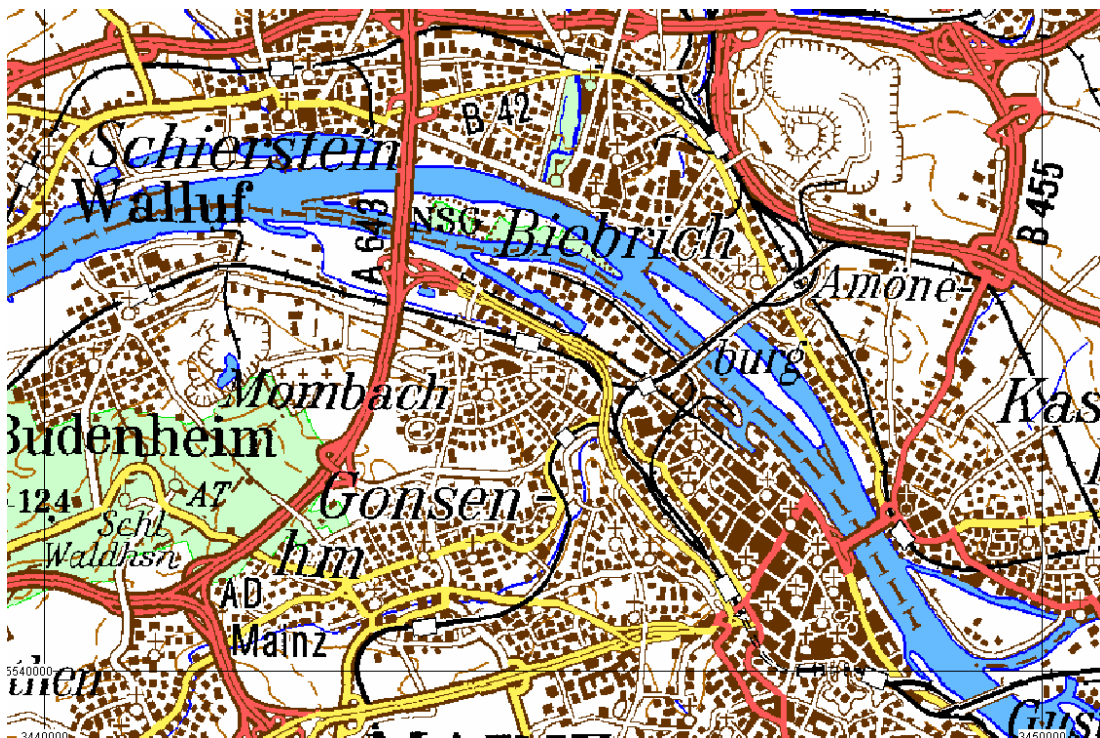 B 42
Schierstein
Walluf
A 643
NSG
Biebrich
B 455
Amöne-
burg
Mombach
Kas
Budenheim
124
AT
Schl
Waldhsn
Gonsen-
hm
AD
Mainz
5540000
then
3440000
3450000